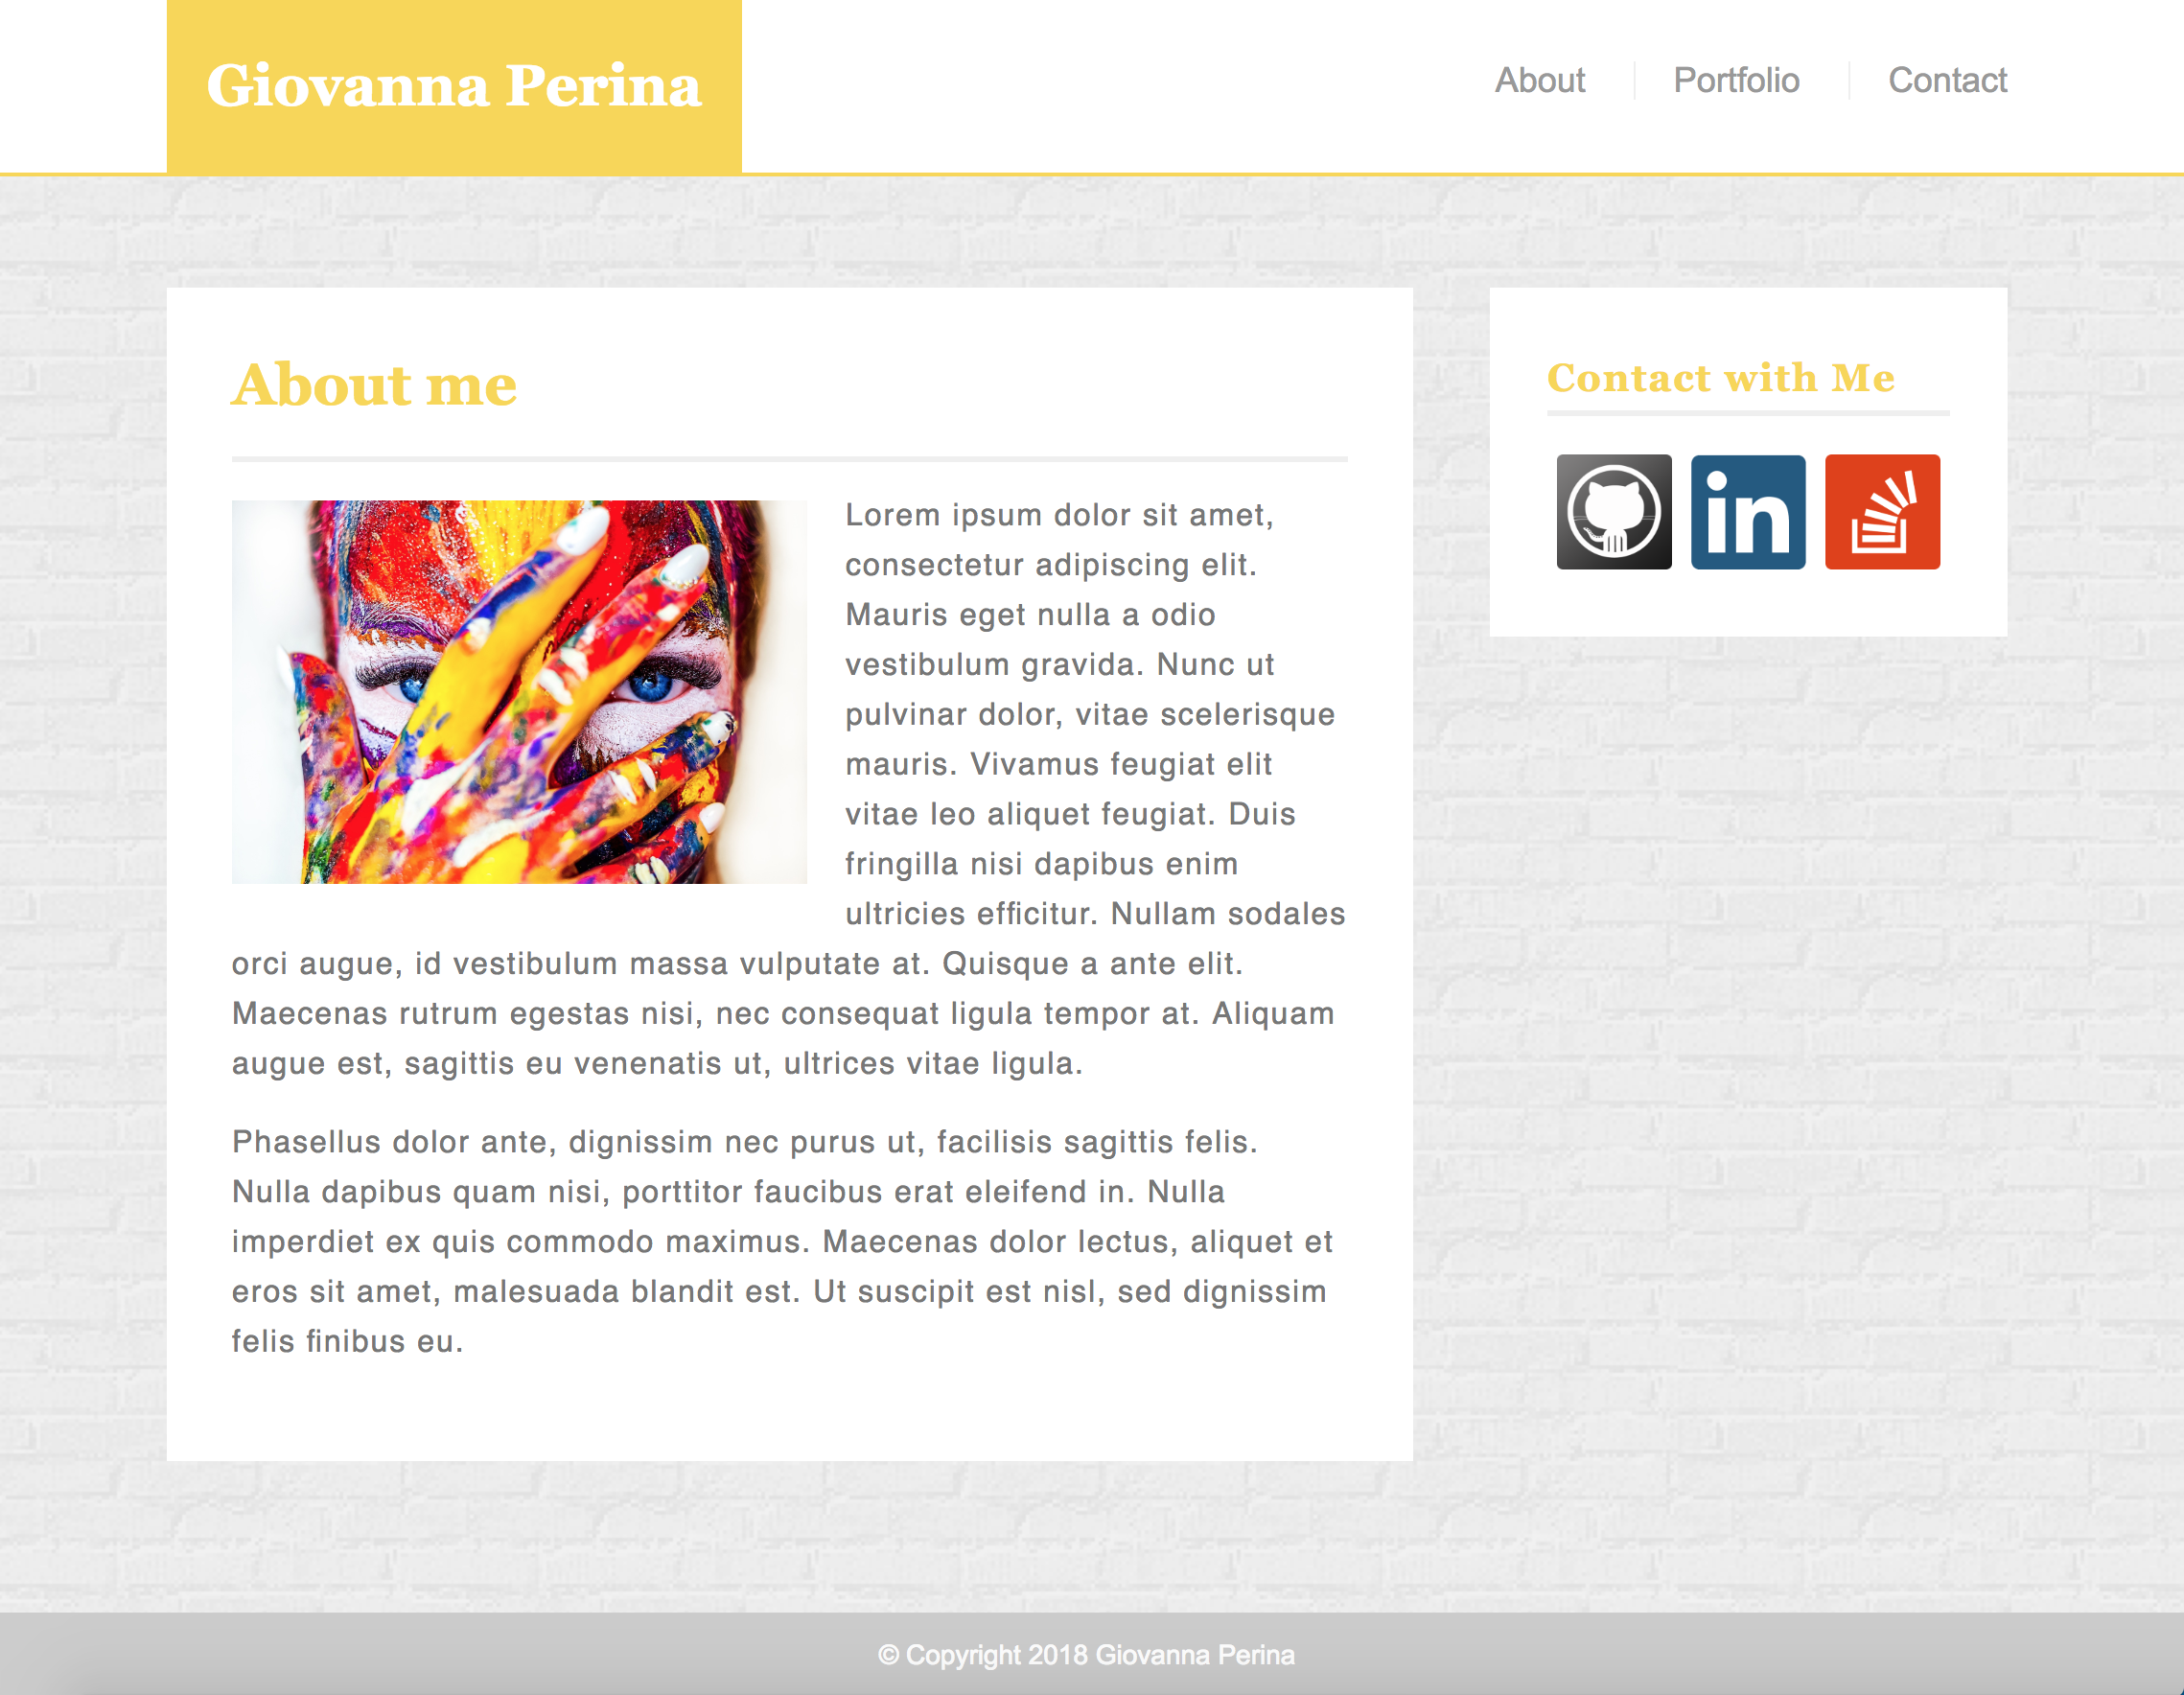 Giovanna Perina
About
Portfolio
Contact
About me
Lorem ipsum dolor sit amet,
consectetur adipiscing elit.
Mauris eget nulla a odio
vestibulum gravida. Nunc ut
pulvinar dolor, vitae scelerisque
mauris. Vivamus feugiat elit
vitae leo aliquet feugiat. Duis
fringilla nisi dapibus enim
ultricies efficitur. Nullam sodales
orci augue, id vestibulum massa vulputate at. Quisque a ante elit.
Maecenas rutrum egestas nisi, nec consequat ligula tempor at. Aliquam
augue est, sagittis eu venenatis ut, ultrices vitae ligula.
Phasellus dolor ante, dignissim nec purus ut, facilisis sagittis felis.
Nulla dapibus quam nisi, porttitor faucibus erat eleifend in. Nulla
imperdiet ex quis commodo maximus. Maecenas dolor lectus, aliquet et
eros sit amet, malesuada blandit est. Ut suscipit est nisl, sed dignissim
felis finibus eu.
Contact with Me
in
© Copyright 2018 Giovanna Perina